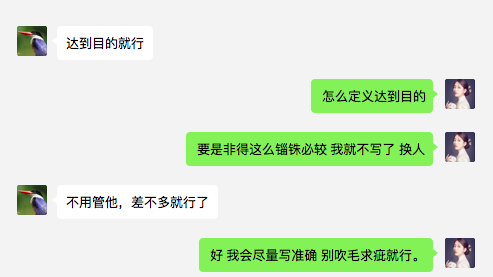 达到目的就行
怎么定义达到目的
要是非得这么锱铢必较 我就不写了 换人
不用管他，差不多就行了
好 我会尽量写准确 别吹毛求疵就行。